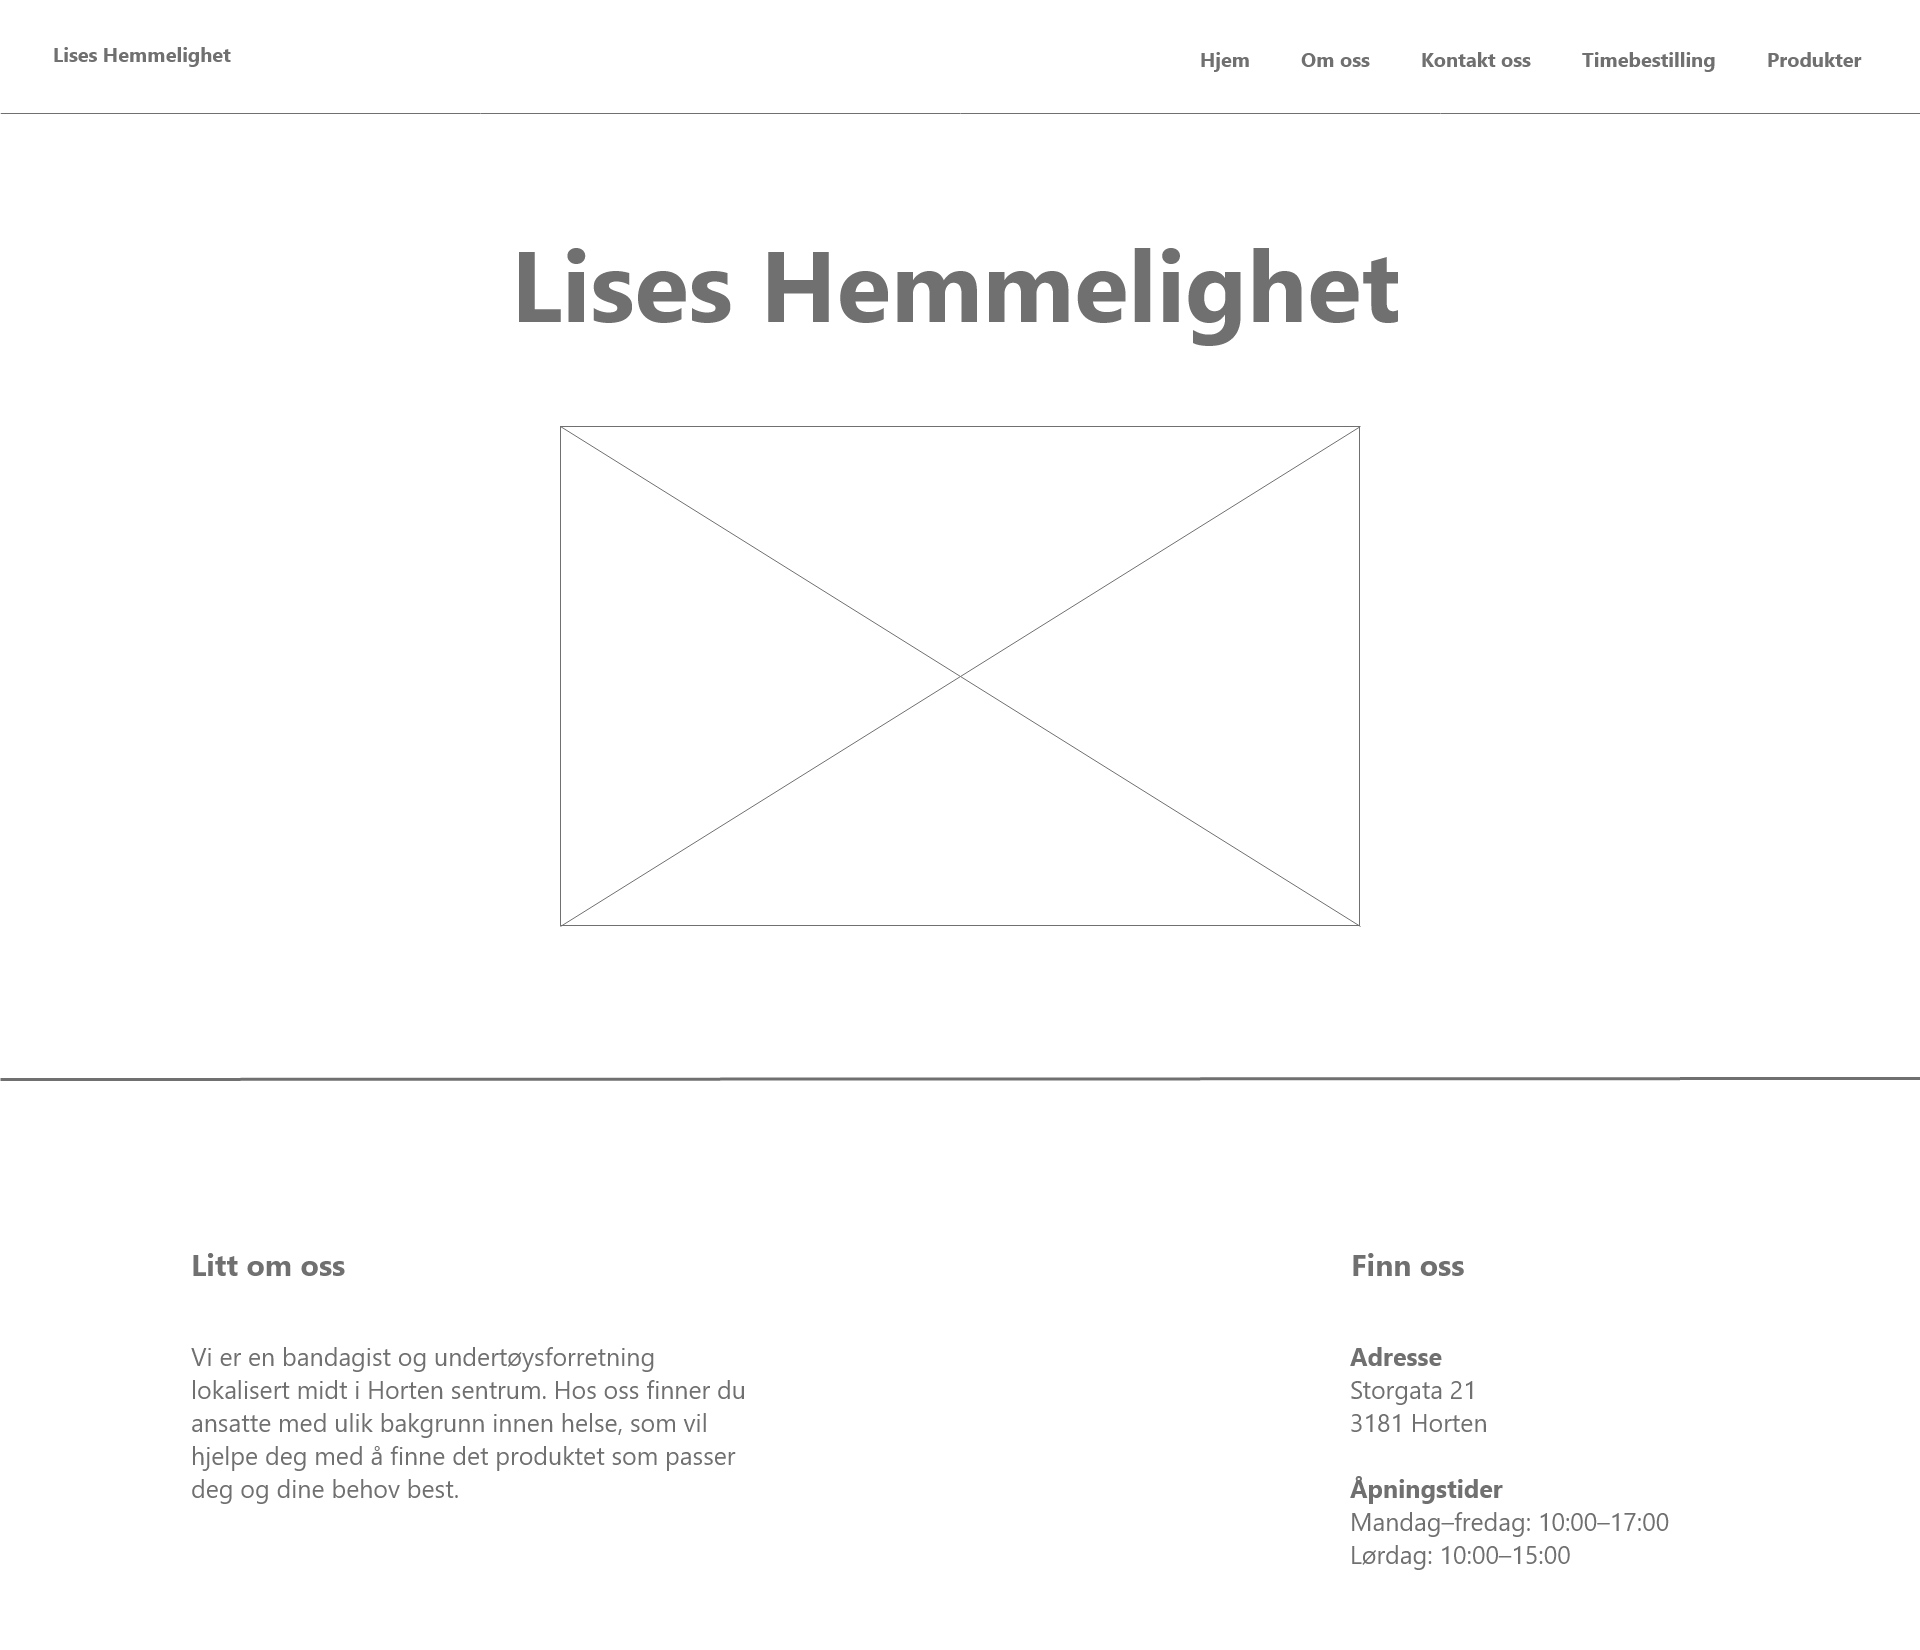 Lises Hemmelighet
Hjem
Om oss
Kontakt oss
Timebestilling
Produkter
Lises Hemmelighet
Litt om oss
Vi er en bandagist og undertøysforretning
lokalisert midt i Horten sentrum. Hos oss finner du
ansatte med ulik bakgrunn innen helse, som vil
hjelpe deg med å finne det produktet som passer
deg og dine behov best.
Finn oss
Adresse
Storgata 21
3181 Horten
Åpningstider
Mandag–fredag: 10:00–17:00
Lørdag: 10:00–15:00